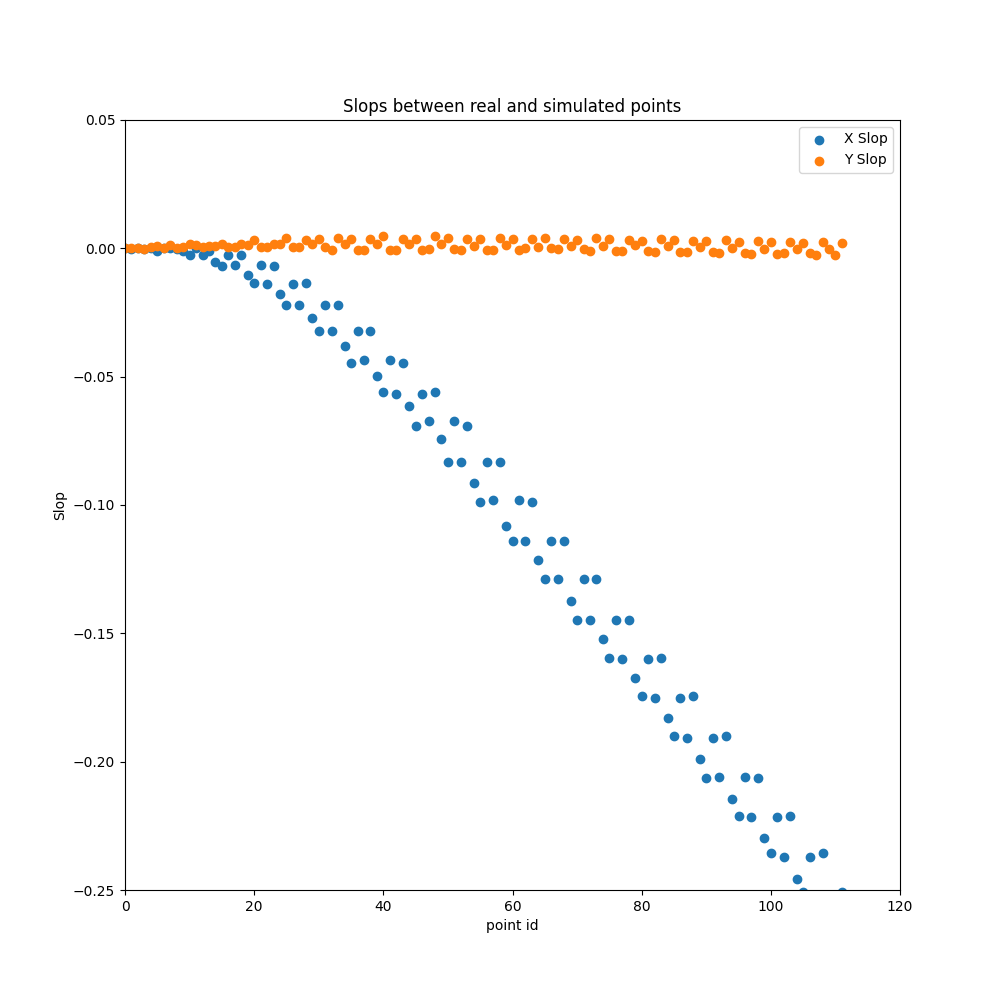 Slops between real and simulated points
X Slop
Y Slop
0.05
0.00
−0.05
−0.10
−0.15
−0.20
−0.25
Slop
0 20 40 60 80 100 120
point id